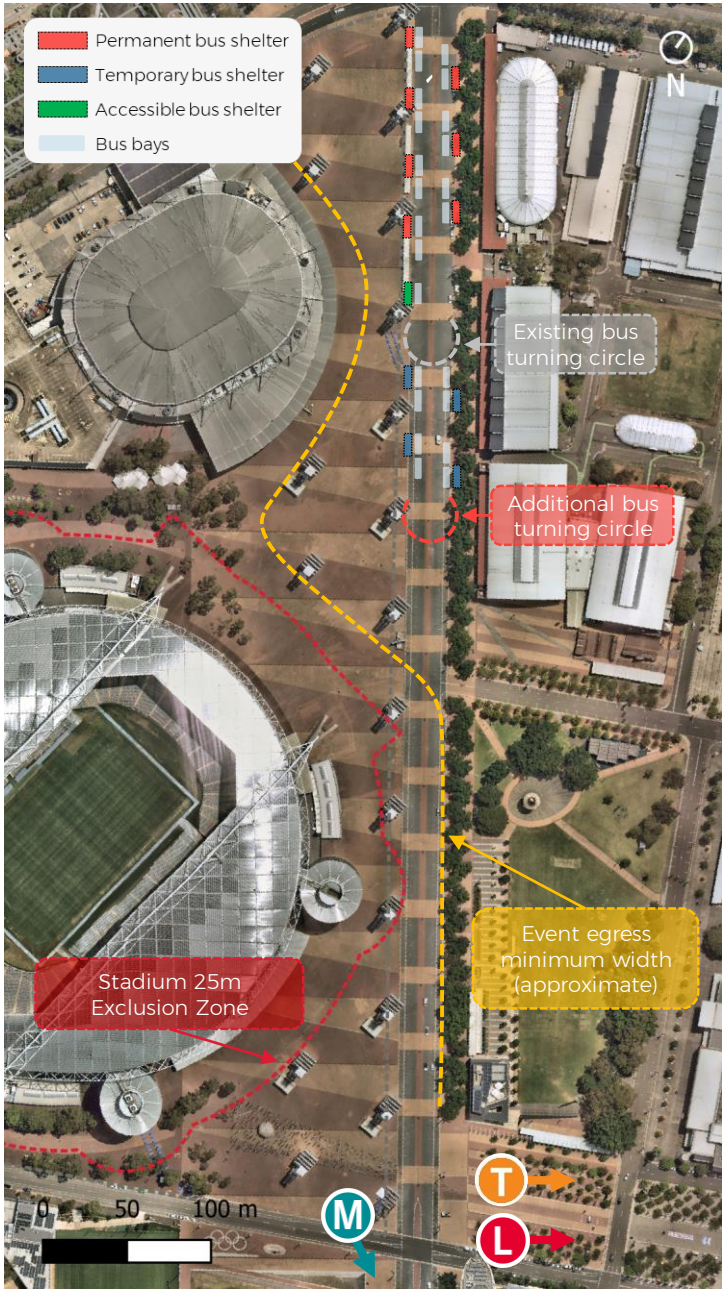 Permanent bus shelter
Temporary bus shelter
Accessible bus shelter
Bus bays
N
Existing bus
turning circle
Additional bus
turning circle
Event egress
minimum width
(approximate)
Stadium 25m
Exclusion Zone
T
0 50 100 m
M
L